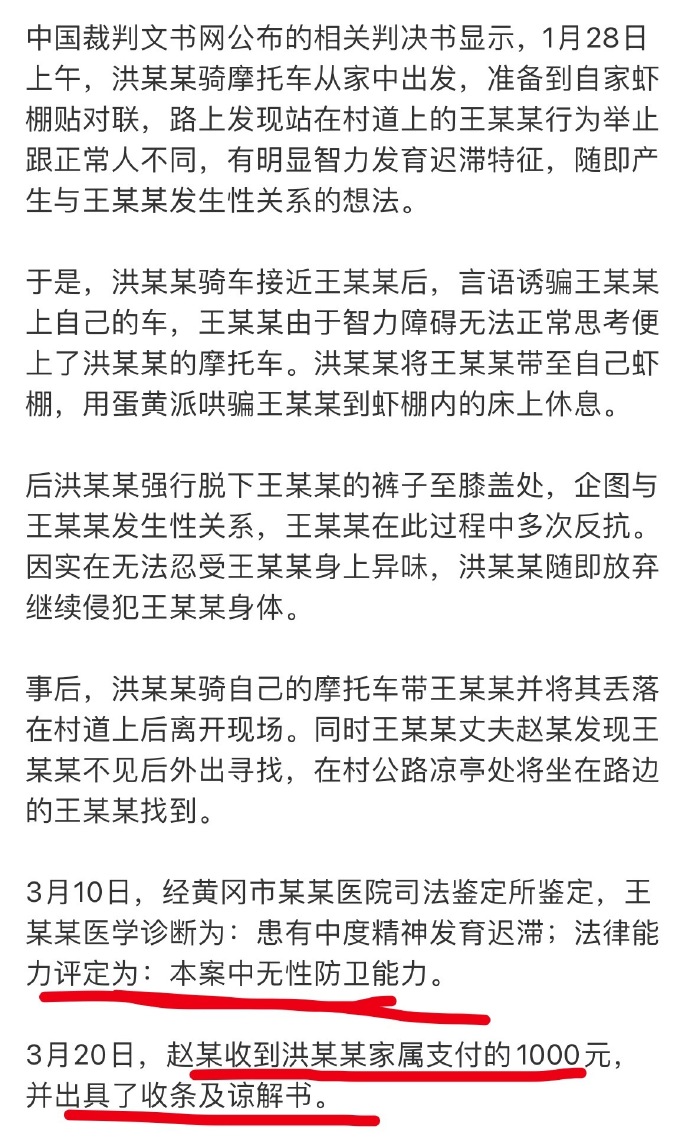 中国裁判文书网公布的相关判决书显示，1月28日
上午，洪某某骑摩托车从家中出发，准备到自家虾
棚贴对联，路上发现站在村道上的王某某行为举止
跟正常人不同，有明显智力发育迟滞特征，随即产
生与王某某发生性关系的想法。
于是，洪某某骑车接近王某某后，言语诱骗王某某
上自己的车，王某某由于智力障碍无法正常思考便
上了洪某某的摩托车。洪某某将王某某带至自己虾
棚，用蛋黄派哄骗王某某到虾棚内的床上休息。
后洪某某强行脱下王某某的裤子至膝盖处，企图与
王某某发生性关系，王某某在此过程中多次反抗。
因实在无法忍受王某某身上异味，洪某某随即放弃
继续侵犯王某某身体。
事后，洪某某骑自己的摩托车带王某某并将其丢落
在村道上后离开现场。同时王某某丈夫赵某发现王
某某不见后外出寻找，在村公路凉亭处将坐在路边
的王某某找到。
3月10日，经黄冈市某某医院司法鉴定所鉴定，王
某某医学诊断为：患有中度精神发育迟滞；法律能
力评定为：本案中无性防卫能力。
3月20日，赵某收到洪某某家属支付的1000元，
并出具了收条及谅解书。